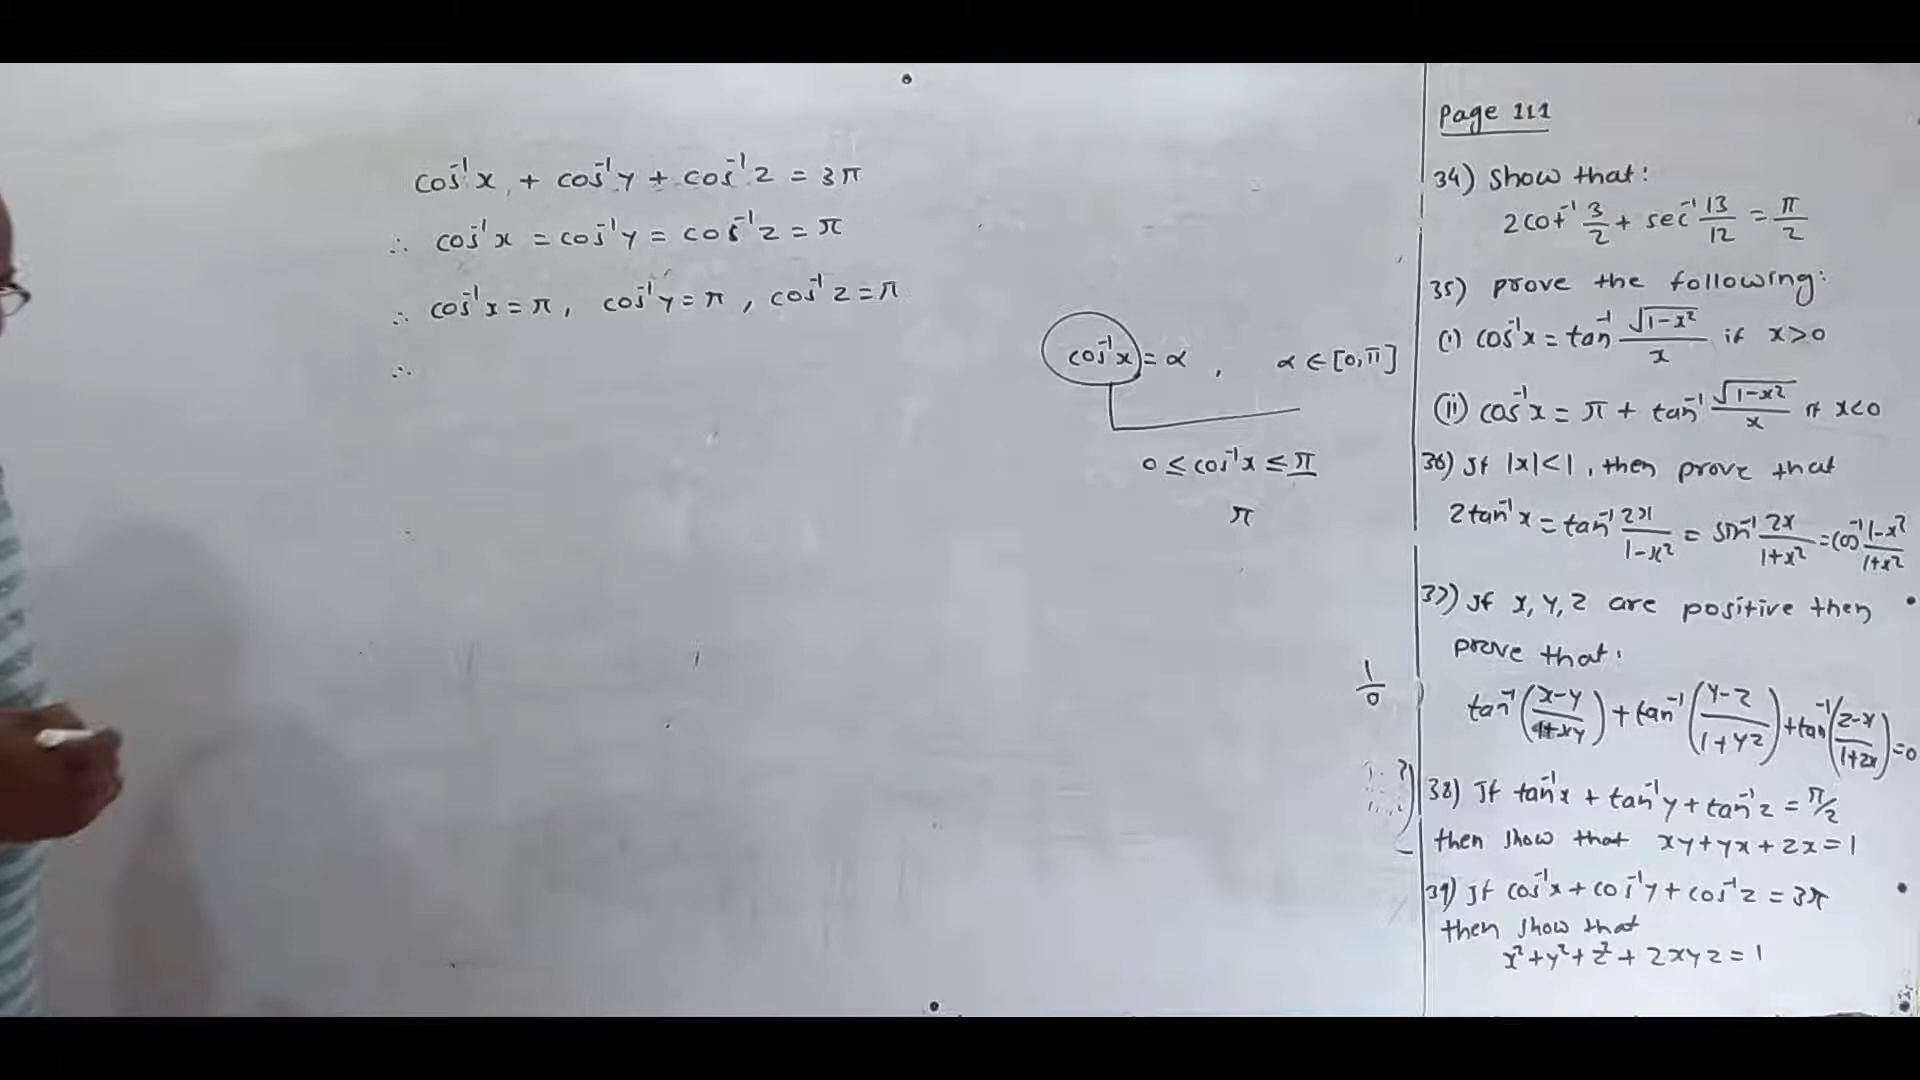 cos⁻¹x + cos⁻¹y + cos⁻¹z = 3π
∴ cos⁻¹x = cos⁻¹y = cos⁻¹z = π
∴ cos⁻¹x = π, cos⁻¹y = π, cos⁻¹z = π
∴
cos⁻¹x = α , α ∈ [0, π]
0 ≤ cos⁻¹x ≤ π
π
1/0
Page 111
34) Show that:
2cot⁻¹ 3/2 + sec⁻¹ 13/12 = π/2
35) prove the following:
(i) cos⁻¹x = tan⁻¹ √(1-x²)/x if x>0
(ii) cos⁻¹x = π + tan⁻¹ √(1-x²)/x if x<0
36) If |x|<1, then prove that
2tan⁻¹x = tan⁻¹ 2x/(1-x²) = sin⁻¹ 2x/(1+x²) = cos⁻¹ (1-x²)/(1+x²)
37) If x, y, z are positive then
prove that:
tan⁻¹((x-y)/(1+xy)) + tan⁻¹((y-z)/(1+yz)) + tan⁻¹((z-x)/(1+zx)) = 0
38) If tan⁻¹x + tan⁻¹y + tan⁻¹z = π/2
then show that xy+yx+zx=1
39) If cos⁻¹x + cos⁻¹y + cos⁻¹z = 3π
then show that
x²+y²+z²+2xyz=1